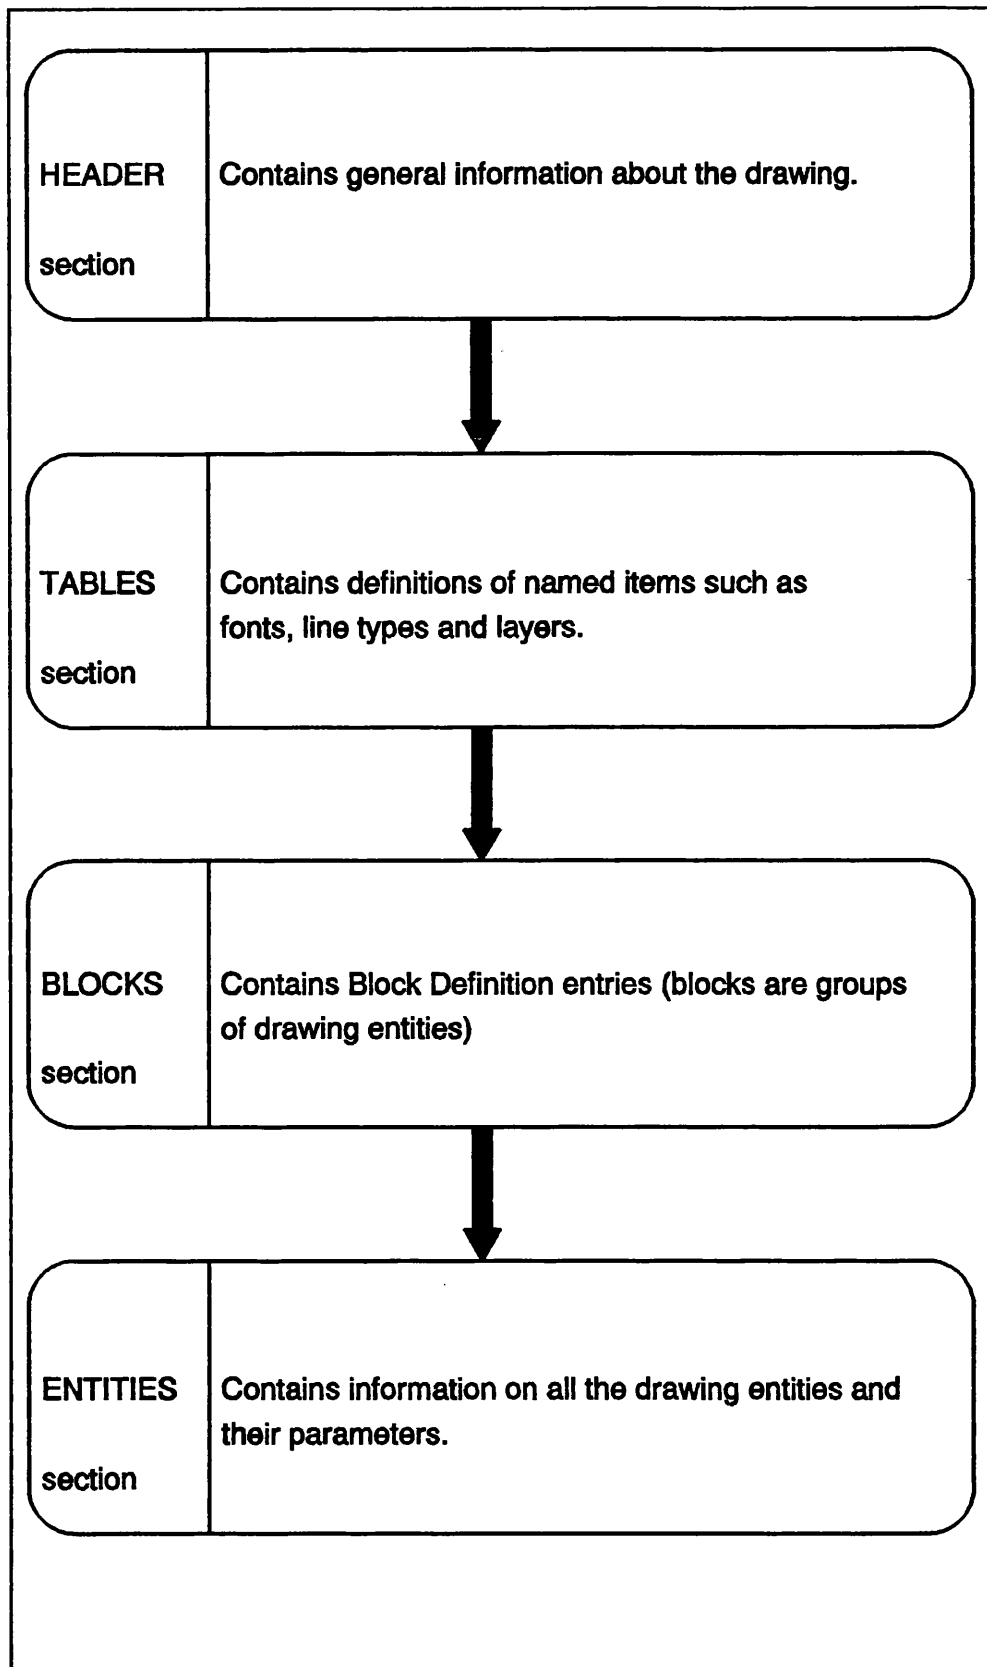 HEADER
section
Contains general information about the drawing.
TABLES
section
Contains definitions of named items such as
fonts, line types and layers.
BLOCKS
section
Contains Block Definition entries (blocks are groups
of drawing entities)
ENTITIES
section
Contains information on all the drawing entities and
their parameters.